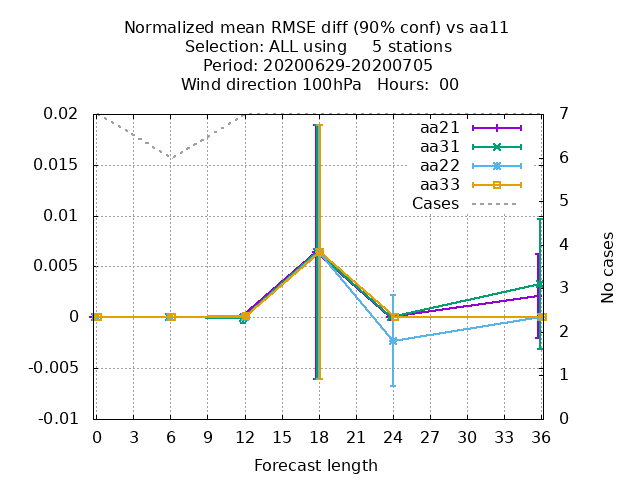 Normalized mean RMSE diff (90% conf) vs aa11
Selection: ALL using     5 stations
Period: 20200629-20200705
Wind direction 100hPa   Hours:  00
0.02
0.015
0.01
0.005
0
-0.005
-0.01
aa21
aa31
aa22
aa33
Cases
7
6
5
4
3
2
1
0
No cases
0 3 6 9 12 15 18 21 24 27 30 33 36
Forecast length